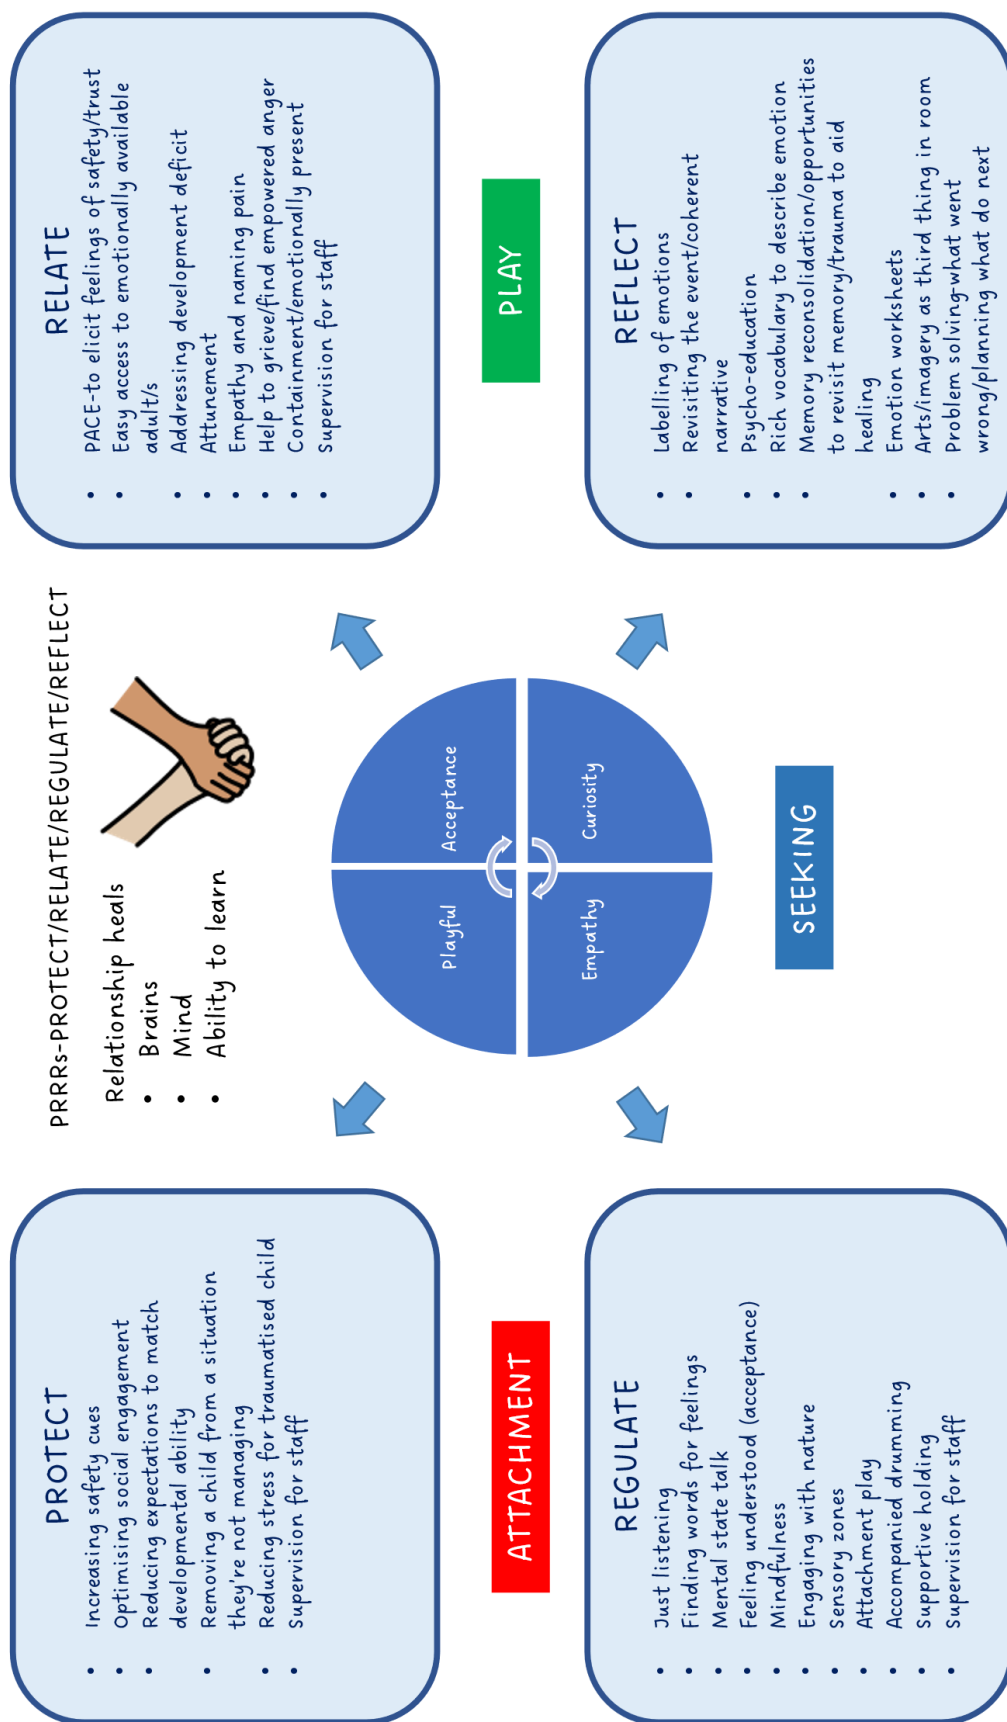 PRRRs-PROTECT/RELATE/REGULATE/REFLECT
PROTECT
• Increasing safety cues
• Optimising social engagement
• Reducing expectations to match
developmental ability
• Removing a child from a situation
they're not managing
• Reducing stress for traumatised child
• Supervision for staff
Relationship heals
• Brains
• Mind
• Ability to learn
RELATE
• PACE-to elicit feelings of safety/trust
• Easy access to emotionally available
adult/s
• Addressing development deficit
• Attunement
• Empathy and naming pain
• Help to grieve/find empowered anger
• Containment/emotionally present
• Supervision for staff
Playful
Acceptance
Empathy
Curiosity
ATTACHMENT
PLAY
SEEKING
REGULATE
• Just listening
• Finding words for feelings
• Mental state talk
• Feeling understood (acceptance)
• Mindfulness
• Engaging with nature
• Sensory zones
• Attachment play
• Accompanied drumming
• Supportive holding
• Supervision for staff
REFLECT
• Labelling of emotions
• Revisiting the event/coherent
narrative
• Psycho-education
• Rich vocabulary to describe emotion
• Memory reconsolidation/opportunities
to revisit memory/trauma to aid
healing
• Emotion worksheets
• Arts/imagery as third thing in room
• Problem solving-what went
wrong/planning what do next